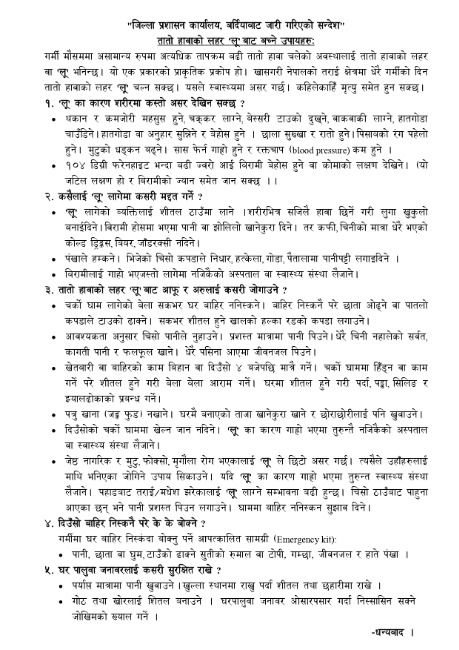 "जिल्ला प्रशासन कार्यालय, बर्दियाबाट जारी गरिएको सन्देश"
तातो हावाको लहर 'लू' बाट बच्ने उपायहरुः
गर्मी मौसममा असामान्य रुपमा अत्यधिक तापक्रम बढी तातो हावा चलेको अवस्थालाई तातो हावाको लहर
वा 'लू' भनिन्छ। यो एक प्रकारको प्राकृतिक प्रकोप हो। खासगरी नेपालको तराई क्षेत्रमा धेरै गर्मीको दिन
तातो हावाको लहर 'लू' चल्न सक्छ। यसले स्वास्थ्यमा असर गर्छ। कहिलेकाहिँ मृत्यु समेत हुन सक्छ।
१. 'लू' का कारण शरीरमा कस्तो असर देखिन सक्छ ?
• थकान र कमजोरी महसुस हुने, चक्कर लाग्ने, बेस्सरी टाउको दुख्ने, वाकवाकी लाग्ने, हातगोडा
चाउँडिने। हातगोडा वा अनुहार सुन्निने र बेहोस हुने । छाला सुख्खा र रातो हुने। पिसाबको रंग पहेंलो
हुने। मुटुको धड्कन बढ्ने। सास फेर्न गाह्रो हुने र रक्तचाप (blood pressure) कम हुने ।
• १०४ डिग्री फरेनहाइट भन्दा बढी ज्वरो आई बिरामी बेहोस हुने वा कोमाको लक्षण देखिने। (यो
जटिल लक्षण हो र बिरामीको ज्यान समेत जान सक्छ । ।
२. कसैलाई 'लू' लागेमा कसरी मद्दत गर्ने ?
• 'लू' लागेको व्यक्तिलाई शीतल ठाउँमा लाने ।शरीरभित्र सजिलै हावा छिर्ने गरी लुगा खुकुलो
बनाईदिने। बिरामी होसमा भएमा पानी वा झोलिलो खानेकुरा दिने। तर कफी, चिनीको मात्रा धेरै भएको
कोल्ड ड्रिङ्क्स, बियर, जाँडरक्सी नदिने।
• पंखाले हम्कने। भिजेको चिसो कपडाले निधार, हत्केला, गोडा, पैतालामा पानीपट्टी लगाइदिने ।
• बिरामीलाई गाह्रो भएजस्तो लागेमा नजिकैको अस्पताल वा स्वास्थ्य संस्था लैजाने।
३. तातो हावाको लहर 'लू' बाट आफू र अरुलाई कसरी जोगाउने ?
• चर्को घाम लागेको बेला सकभर घर बाहिर ननिस्कने। बाहिर निस्कनै परे छाता ओढ्ने वा पातलो
कपडाले टाउको ढाक्ने। सकभर शीतल हुने खालको हल्का रङको कपडा लगाउने।
• आवश्यकता अनुसार चिसो पानीले नुहाउने। प्रशस्त मात्रामा पानी पिउने। धेरै चिनी नहालेको सर्वत,
कागती पानी र फलफूल खाने। धेरै पसिना आएमा जीवनजल पिउने।
• खेतबारी वा बाहिरको काम बिहान वा दिउँसो ४ बजेपछि मात्रै गर्ने। चर्को घाममा हिँड्न वा काम
गर्ने परे शीतल हुने गरी बेला बेला आराम गर्ने। घरमा शीतल हुने गरी पर्दा, पङ्खा, सिलिङ र
झ्यालढोकाको प्रबन्ध गर्ने।
• पत्रु खाना (जङ्क फुड) नखाने। घरमै बनाएको ताजा खानेकुरा खाने र छोराछोरीलाई पनि खुवाउने।
• दिउँसोको चर्को घाममा खेल्न जान नदिने। 'लू' का कारण गाह्रो भएमा तुरुन्तै नजिकैको अस्पताल
वा स्वास्थ्य संस्था लैजाने।
• जेष्ठ नागरिक र मुटु, फोक्सो, मृगौला रोग भएकालाई 'लू' ले छिटो असर गर्छ। त्यसैले उहाँहरुलाई
माथि भनिएका जोगिने उपाय सिकाउने। यदि 'लू' का कारण गाह्रो भएमा तुरुन्त स्वास्थ्य संस्था
लैजाने। पहाडबाट तराई/मधेश झरेकालाई 'लू' लाग्ने सम्भावना बढी हुन्छ। चिसो ठाउँबाट पाहुना
आएका छन् भने पानी प्रशस्त पिउन लगाउने। घाममा बाहिर ननिस्कन सुझाव दिने।
४. दिउँसो बाहिर निस्कनै परे के के बोक्ने ?
गर्मीमा घर बाहिर निस्कंदा बोक्नु पर्ने आपतकालिन सामाग्री (Emergency kit):
• पानी, छाता वा घुम, टाउँको ढाक्ने सुतीको रुमाल वा टोपी, गम्छा, जीवनजल र हाते पंखा ।
५. घर पालुवा जनावरलाई कसरी सुरक्षित राखे ?
• पर्याप्त मात्रामा पानी खुवाउने ।खुल्ला स्थानमा राख्नु पर्दा शीतल तथा छहारीमा राखे ।
• गोठ तथा खोरलाई शितल बनाउने । घरपालुवा जनावर ओसारपसार गर्दा निस्सासिन सक्ने
जोखिमको ख्याल गर्ने ।
-धन्यवाद ।